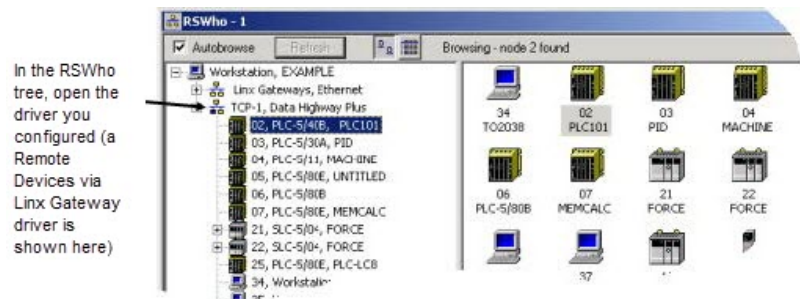 RSWho - 1
Autobrowse Refresh Browsing - node 2 found
In the RSWho
tree, open the
driver you
configured (a
Remote
Devices via
Linx Gateway
driver is
shown here)
Workstation, EXAMPLE
Linx Gateways, Ethernet
TCP-1, Data Highway Plus
02, PLC-5/40B, PLC101
03, PLC-5/30A, PID
04, PLC-5/11, MACHINE
05, PLC-5/80E, UNTITLED
06, PLC-5/80B
07, PLC-5/80E, MEMCALC
21, SLC-5/04, FORCE
22, SLC-5/04, FORCE
25, PLC-5/80E, PLC-LC8
34, Workstation
34
TO2038
02
PLC101
03
PID
04
MACHINE
06
PLC-5/80B
07
MEMCALC
21
FORCE
22
FORCE
37